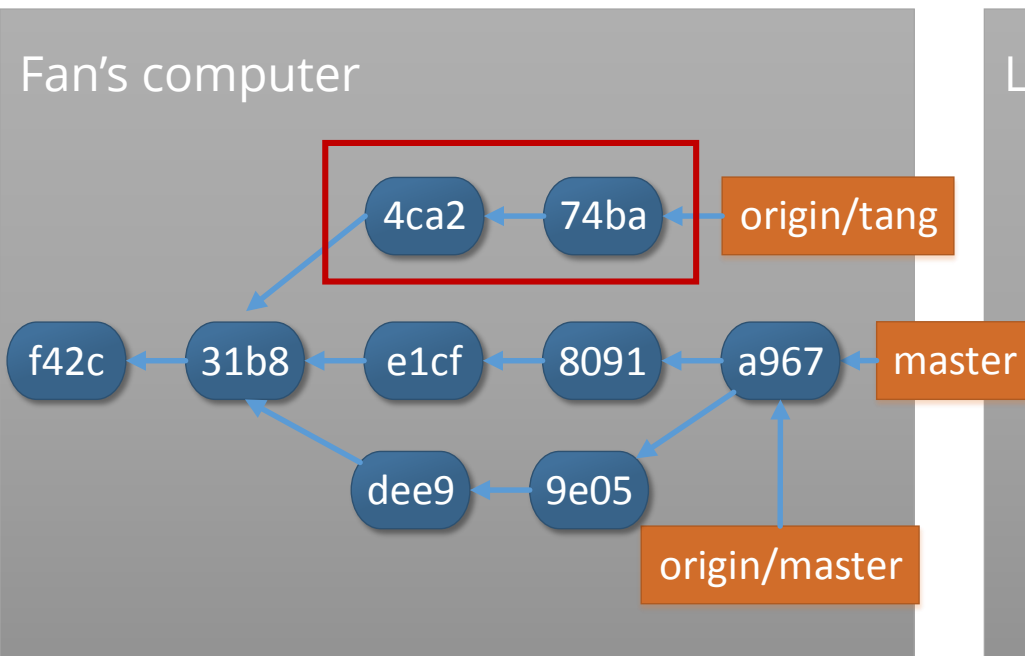 Fan's computer
L
4ca2 74ba origin/tang
f42c 31b8 e1cf 8091 a967 master
dee9 9e05
origin/master